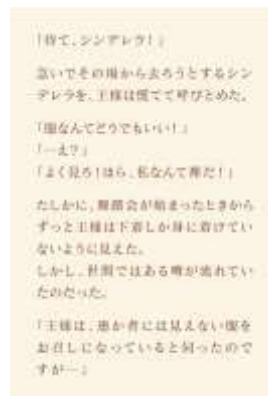 「待て、シンデレラ！」
急いでその場から去ろうとするシン
デレラを、王様は慌てて呼びとめた。
「服なんてどうでもいい！」
「―え？」
「よく見ろ！ほら、私なんて裸だ！」
たしかに、舞踏会が始まったときから
ずっと王様は下着しか身に着けてい
ないように見えた。
しかし、世間ではある噂が流れてい
たのだった。
「王様は、愚か者には見えない服を
お召しになっていると伺ったので
すが―」